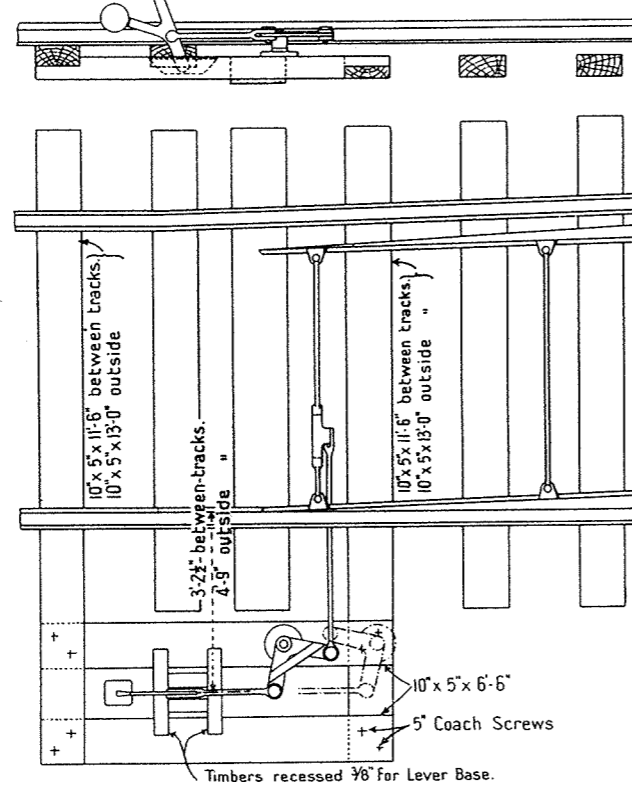 10" x 5" x 11'-6" between tracks.}
10" x 5" x 13'-0" outside
3'-2½" between tracks.
4'-9" outside "
10" x 5" x 11'-6" between tracks.}
10" x 5" x 13'-0" outside "
10" x 5" x 6'-6"
5" Coach Screws
Timbers recessed 3/8" for Lever Base.